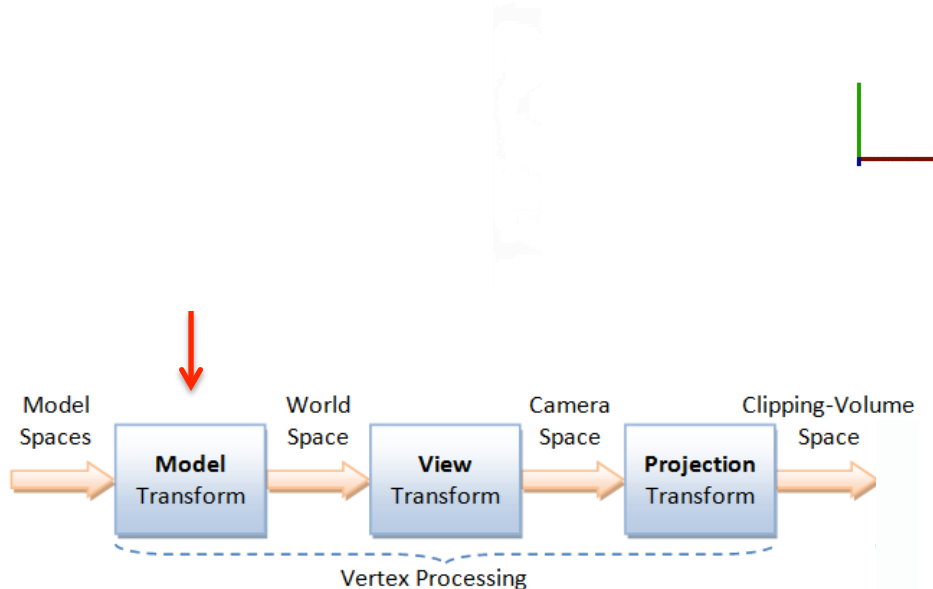 Model
Spaces
Model
Transform
World
Space
View
Transform
Camera
Space
Projection
Transform
Clipping-Volume
Space
Vertex Processing